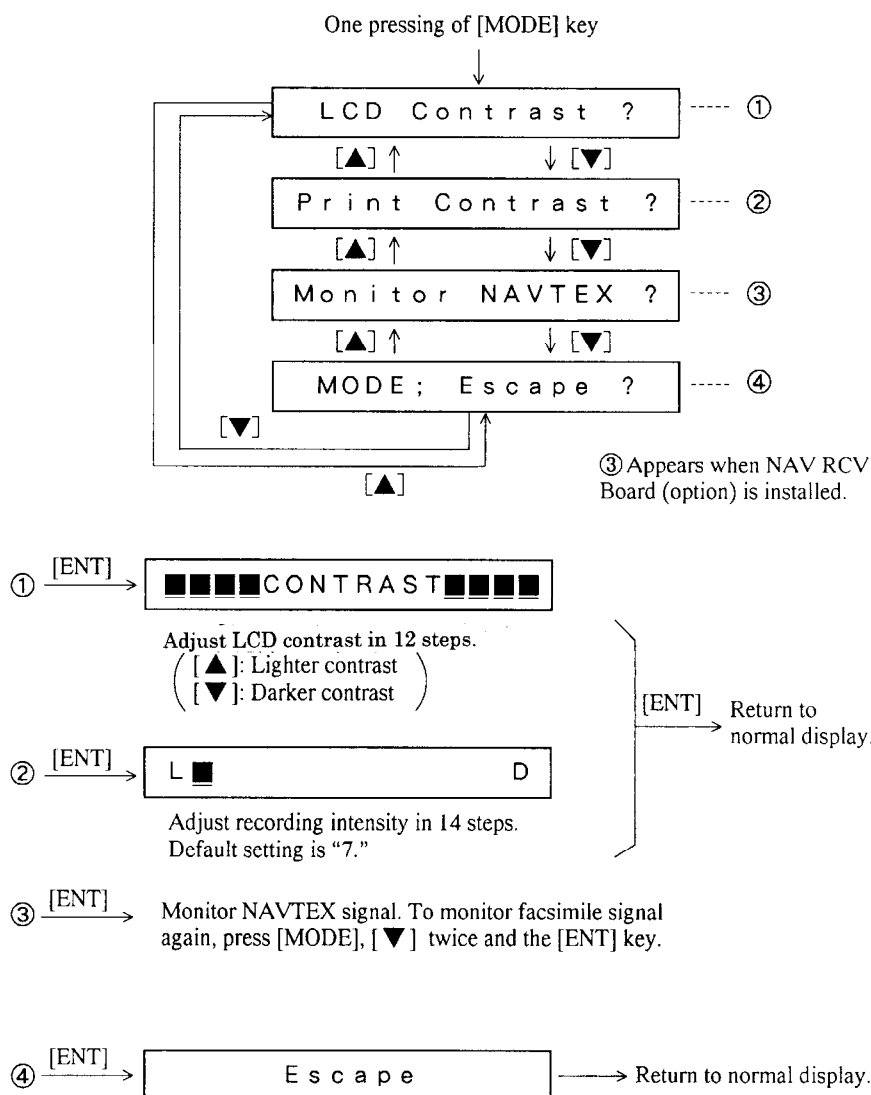 One pressing of [MODE] key
LCD Contrast ? ----- ①
[▲] ↑ ↓ [▼]
Print Contrast ? ----- ②
[▲] ↑ ↓ [▼]
Monitor NAVTEX ? ----- ③
[▲] ↑ ↓ [▼]
MODE; Escape ? ----- ④
[▼]
[▲]
③ Appears when NAV RCV
Board (option) is installed.
① [ENT] → ■■■■CONTRAST■■■■
Adjust LCD contrast in 12 steps.
([▲]: Lighter contrast
[▼]: Darker contrast)
[ENT] → Return to
normal display.
② [ENT] → L■ D
Adjust recording intensity in 14 steps.
Default setting is “7.”
③ [ENT] → Monitor NAVTEX signal. To monitor facsimile signal
again, press [MODE], [▼] twice and the [ENT] key.
④ [ENT] → Escape → Return to normal display.